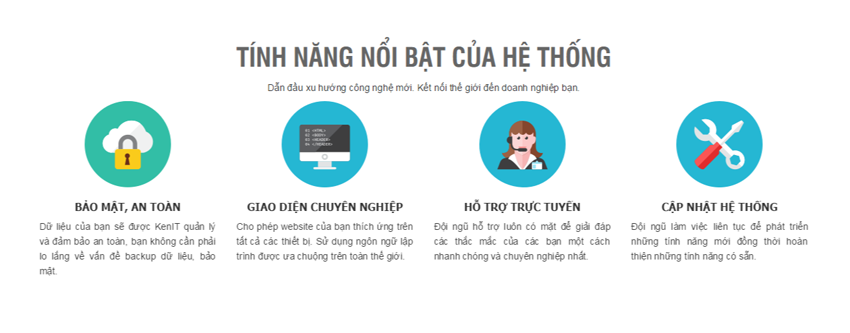 TÍNH NĂNG NỔI BẬT CỦA HỆ THỐNG
Dẫn đầu xu hướng công nghệ mới. Kết nối thế giới đến doanh nghiệp bạn.
BẢO MẬT, AN TOÀN
Dữ liệu của bạn sẽ được KenIT quản lý
và đảm bảo an toàn, bạn không cần phải
lo lắng về vấn đề backup dữ liệu, bảo
mật.
GIAO DIỆN CHUYÊN NGHIỆP
Cho phép website của bạn thích ứng trên
tất cả các thiết bị. Sử dụng ngôn ngữ lập
trình được ưa chuộng trên toàn thế giới.
HỖ TRỢ TRỰC TUYẾN
Đội ngũ hỗ trợ luôn có mặt để giải đáp
các thắc mắc của các bạn một cách
nhanh chóng và chuyên nghiệp nhất.
CẬP NHẬT HỆ THỐNG
Đội ngũ làm việc liên tục để phát triển
những tính năng mới đồng thời hoàn
thiện những tính năng có sẵn.